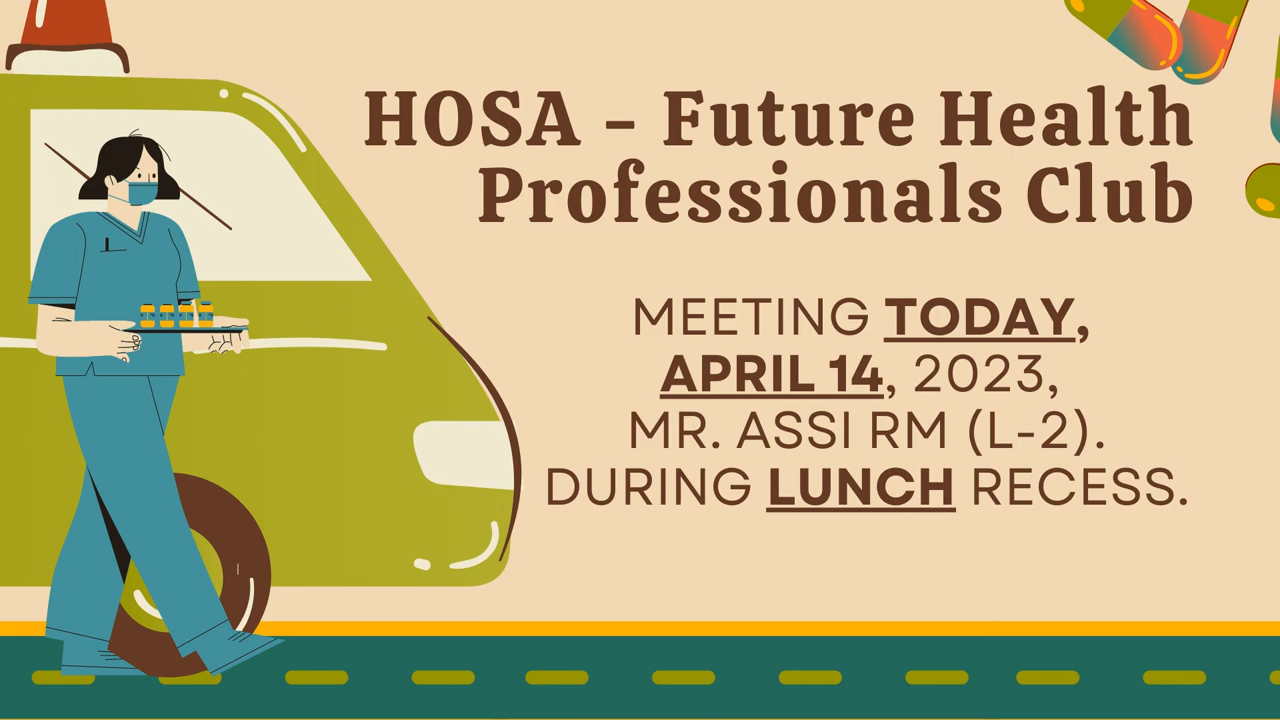 HOSA - Future Health
Professionals Club
MEETING TODAY,
APRIL 14, 2023,
MR. ASSI RM (L-2).
DURING LUNCH RECESS.